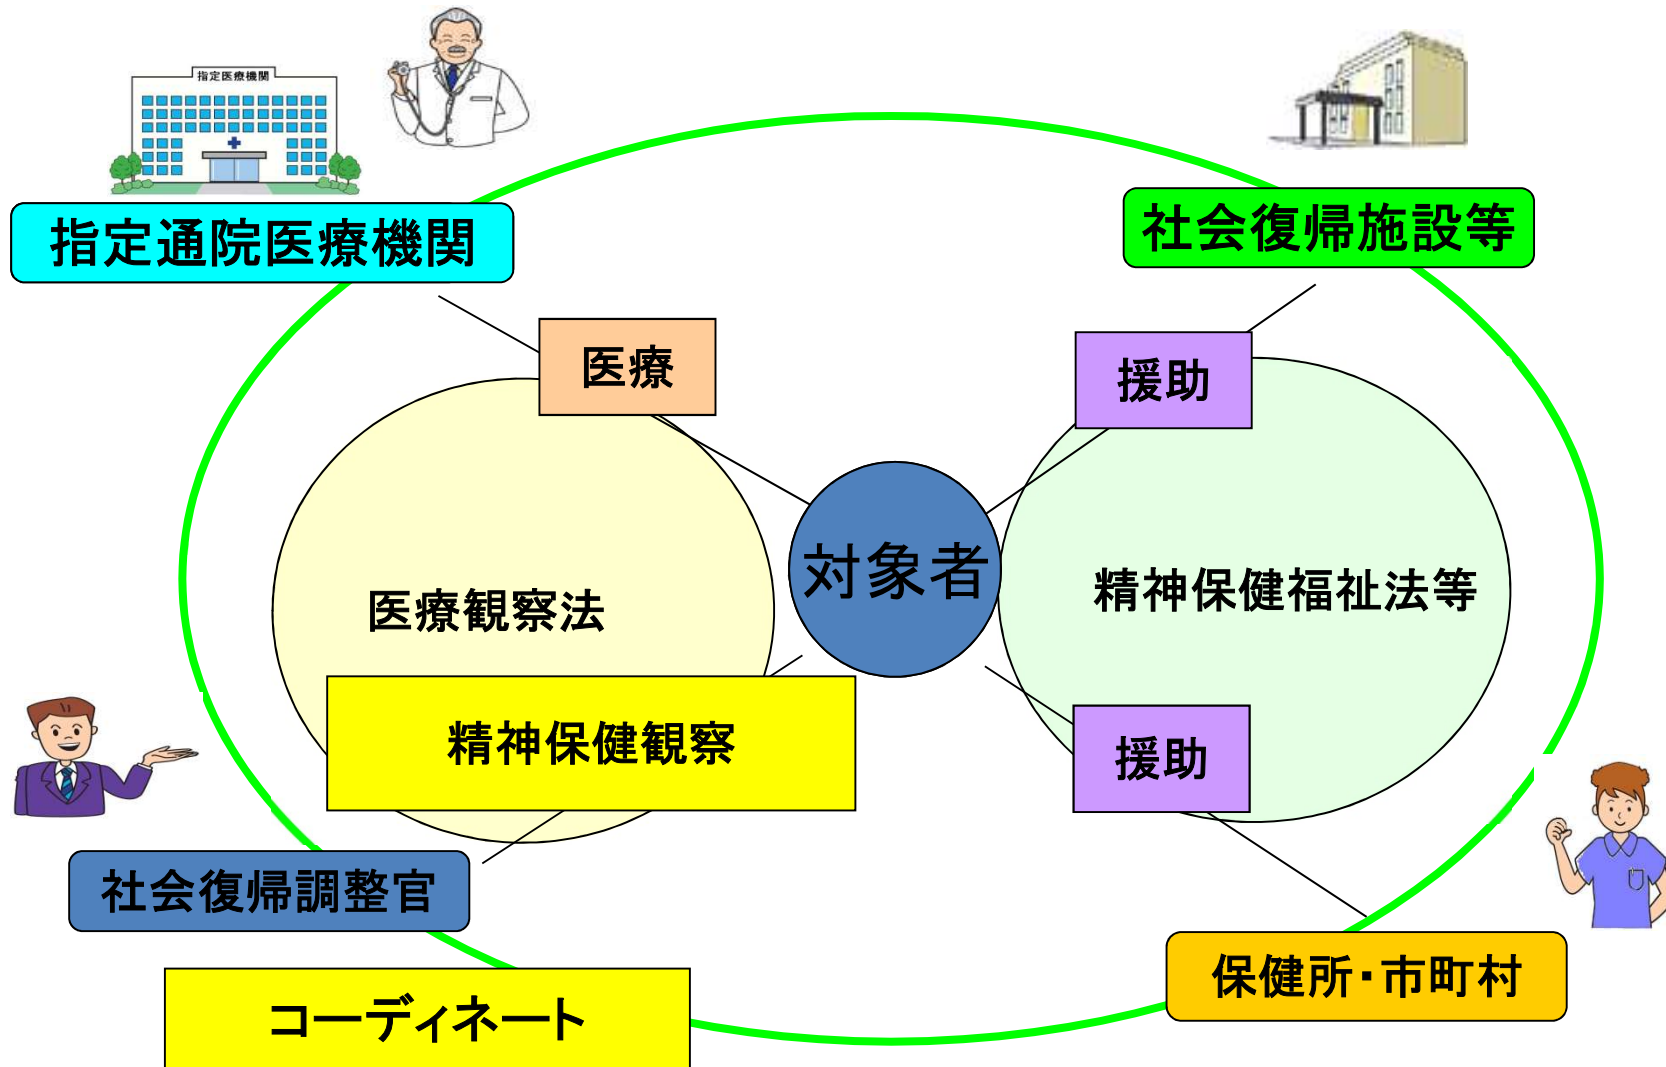 指定医療機関
指定通院医療機関
社会復帰施設等
医療
援助
対象者
医療観察法
精神保健福祉法等
精神保健観察
援助
社会復帰調整官
保健所・市町村
コーディネート